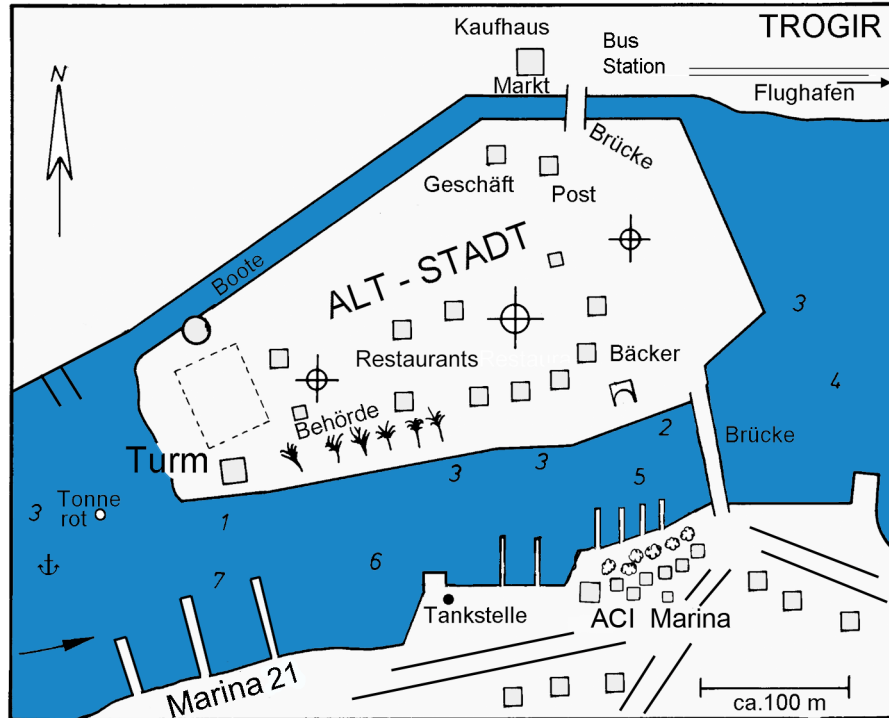 TROGIR
Kaufhaus
Bus
Station
N
Markt
Flughafen
Brücke
Geschäft
Post
ALT - STADT
Boote
3
Restaurants
Bäcker
4
Behörde
2
Brücke
Turm
3
3
5
Tonne
rot
3
1
6
7
Tankstelle
ACI Marina
Marina 21
ca.100 m